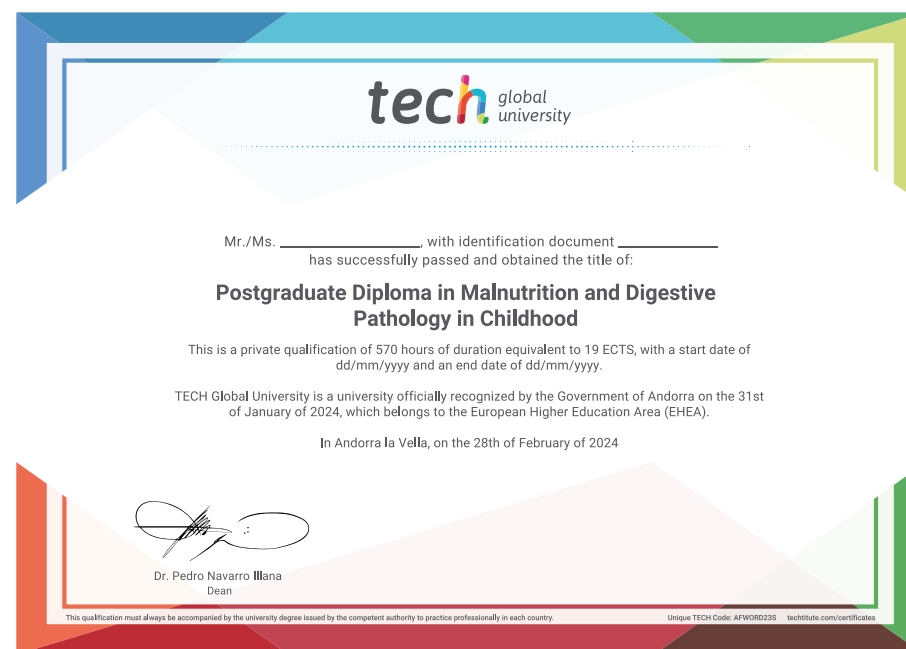 tech global
university
Mr./Ms. ____________________, with identification document ______________
has successfully passed and obtained the title of:
Postgraduate Diploma in Malnutrition and Digestive
Pathology in Childhood
This is a private qualification of 570 hours of duration equivalent to 19 ECTS, with a start date of
dd/mm/yyyy and an end date of dd/mm/yyyy.
TECH Global University is a university officially recognized by the Government of Andorra on the 31st
of January of 2024, which belongs to the European Higher Education Area (EHEA).
In Andorra la Vella, on the 28th of February of 2024
Dr. Pedro Navarro Illana
Dean
This qualification must always be accompanied by the university degree issued by the competent authority to practice professionally in each country.
Unique TECH Code: AFWORD23S techtitute.com/certificates